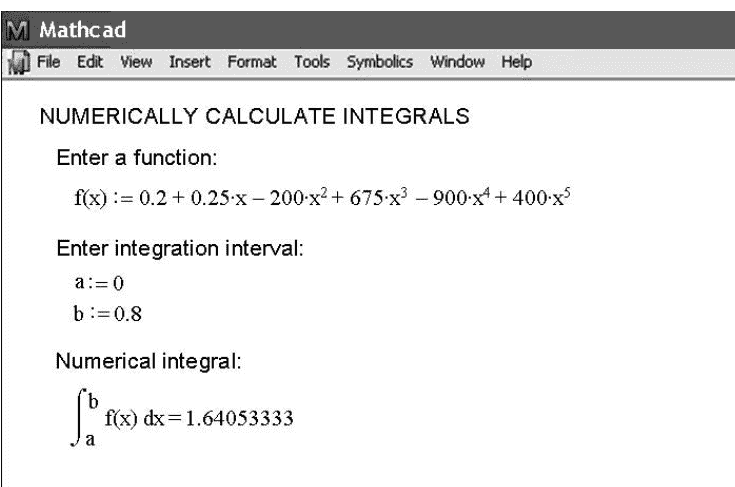 M Mathcad
File Edit View Insert Format Tools Symbolics Window Help
NUMERICALLY CALCULATE INTEGRALS
Enter a function:
f(x) := 0.2 + 0.25·x – 200·x² + 675·x³ – 900·x⁴ + 400·x⁵
Enter integration interval:
a := 0
b := 0.8
Numerical integral:
∫ₐᵇ f(x) dx = 1.64053333